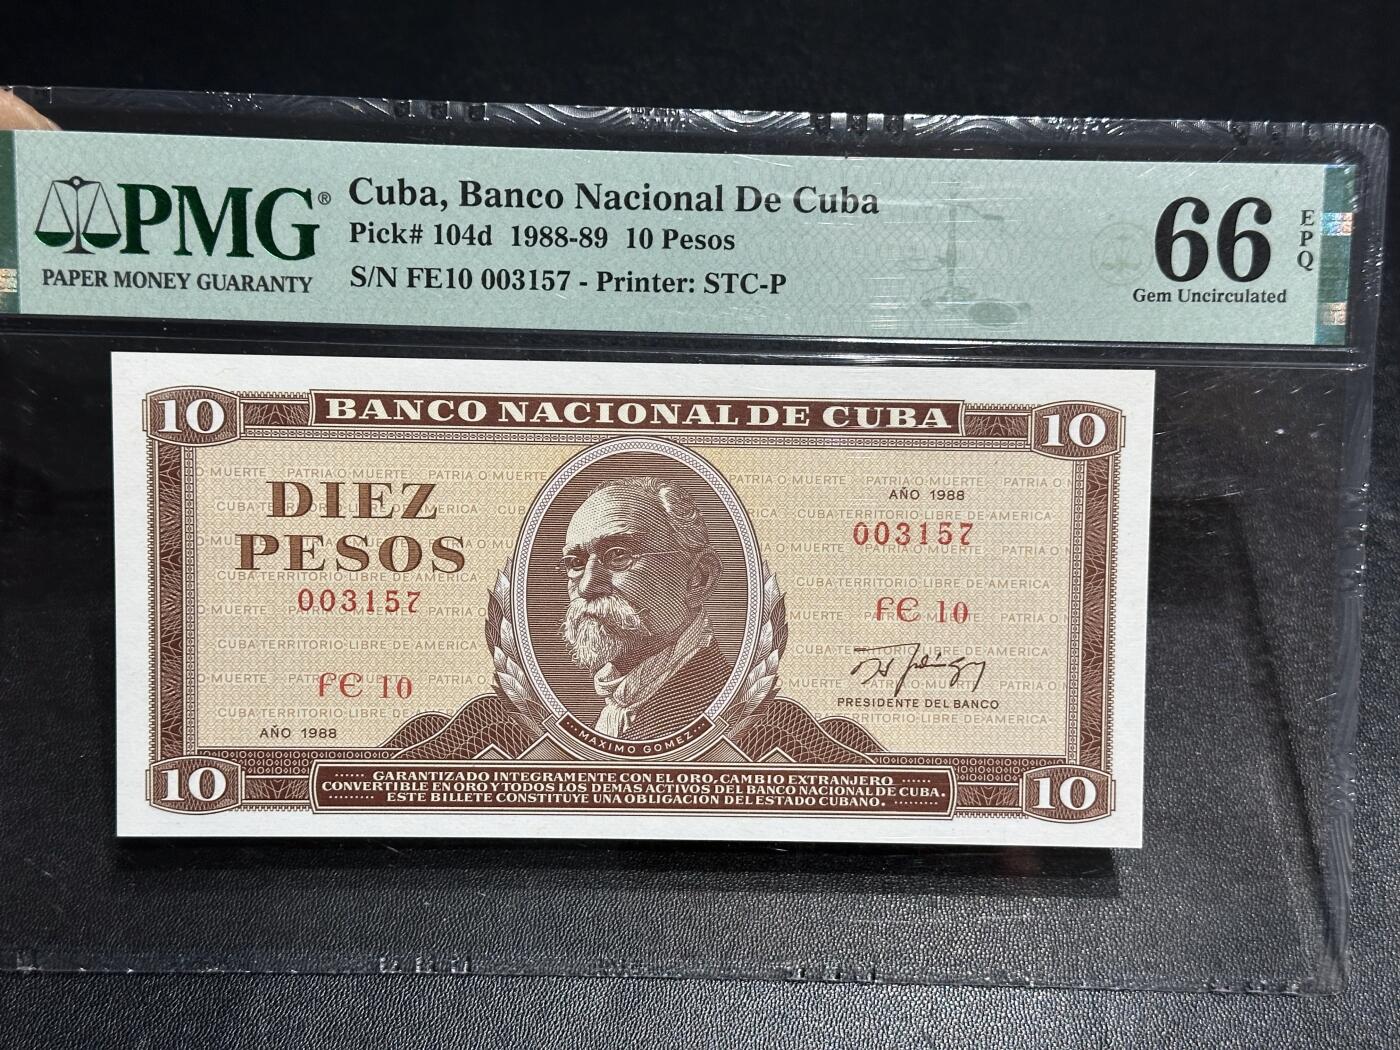 PMG®
PAPER MONEY GUARANTY
Cuba, Banco Nacional De Cuba
Pick# 104d 1988-89 10 Pesos
S/N FE10 003157 - Printer: STC-P
66 EPQ
Gem Uncirculated
10 BANCO NACIONAL DE CUBA 10
PATRIA O MUERTE
CUBA TERRITORIO LIBRE DE AMERICA
DIEZ
PESOS
003157
FE 10
AÑO 1988
AÑO 1988
003157
FE 10
PRESIDENTE DEL BANCO
MAXIMO GOMEZ
10 10
GARANTIZADO INTEGRAMENTE CON EL ORO, CAMBIO EXTRANJERO
CONVERTIBLE EN ORO Y TODOS LOS DEMAS ACTIVOS DEL BANCO NACIONAL DE CUBA.
ESTE BILLETE CONSTITUYE UNA OBLIGACION DEL ESTADO CUBANO.